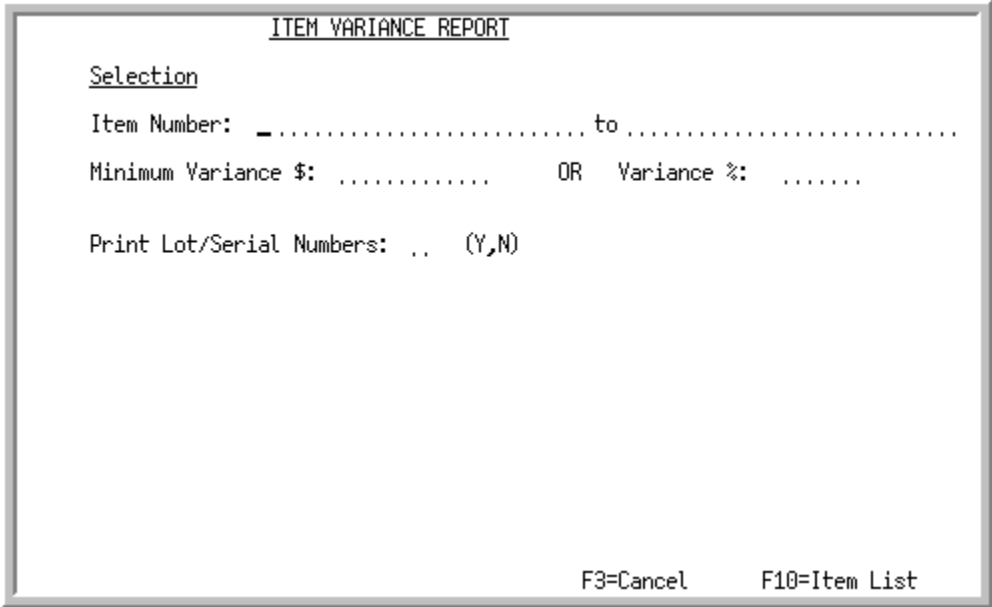 ITEM VARIANCE REPORT
Selection
Item Number: _.......................... to ............................
Minimum Variance $: ............. OR Variance %: .......
Print Lot/Serial Numbers: .. (Y,N)
F3=Cancel F10=Item List